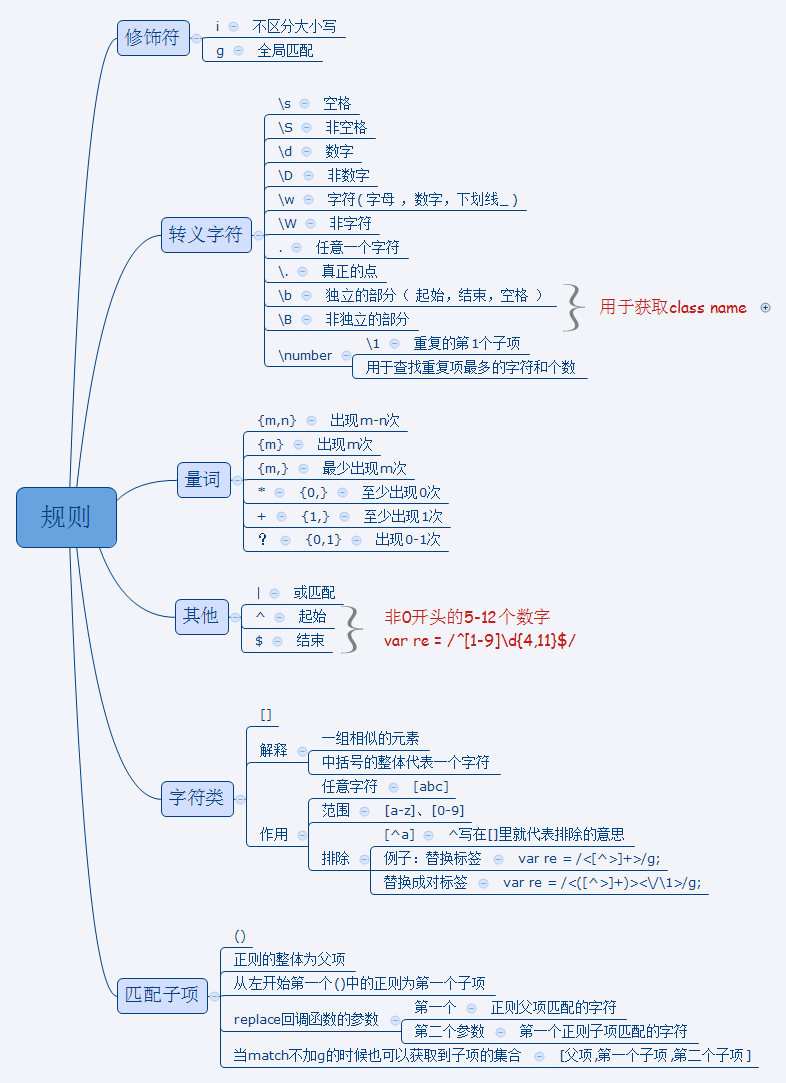 规则
修饰符
i 不区分大小写
g 全局匹配
转义字符
\s 空格
\S 非空格
\d 数字
\D 非数字
\w 字符( 字母 ，数字，下划线_ )
\W 非字符
. 任意一个字符
\. 真正的点
\b 独立的部分（ 起始，结束，空格 ）
\B 非独立的部分
用于获取class name
\number
\1 重复的第1个子项
用于查找重复项最多的字符和个数
量词
{m,n} 出现m-n次
{m} 出现m次
{m,} 最少出现m次
* {0,} 至少出现0次
+ {1,} 至少出现1次
？ {0,1} 出现0-1次
其他
| 或匹配
^ 起始
$ 结束
非0开头的5-12个数字
var re = /^[1-9]\d{4,11}$/
字符类
[]
解释
一组相似的元素
中括号的整体代表一个字符
作用
任意字符 [abc]
范围 [a-z]、[0-9]
排除
[^a] ^写在[]里就代表排除的意思
例子：替换标签 var re = /<[^>]+>/g;
替换成对标签 var re = /<([^>]+)><\/\1>/g;
匹配子项
()
正则的整体为父项
从左开始第一个()中的正则为第一个子项
replace回调函数的参数
第一个 正则父项匹配的字符
第二个参数 第一个正则子项匹配的字符
当match不加g的时候也可以获取到子项的集合 [父项,第一个子项,第二个子项]